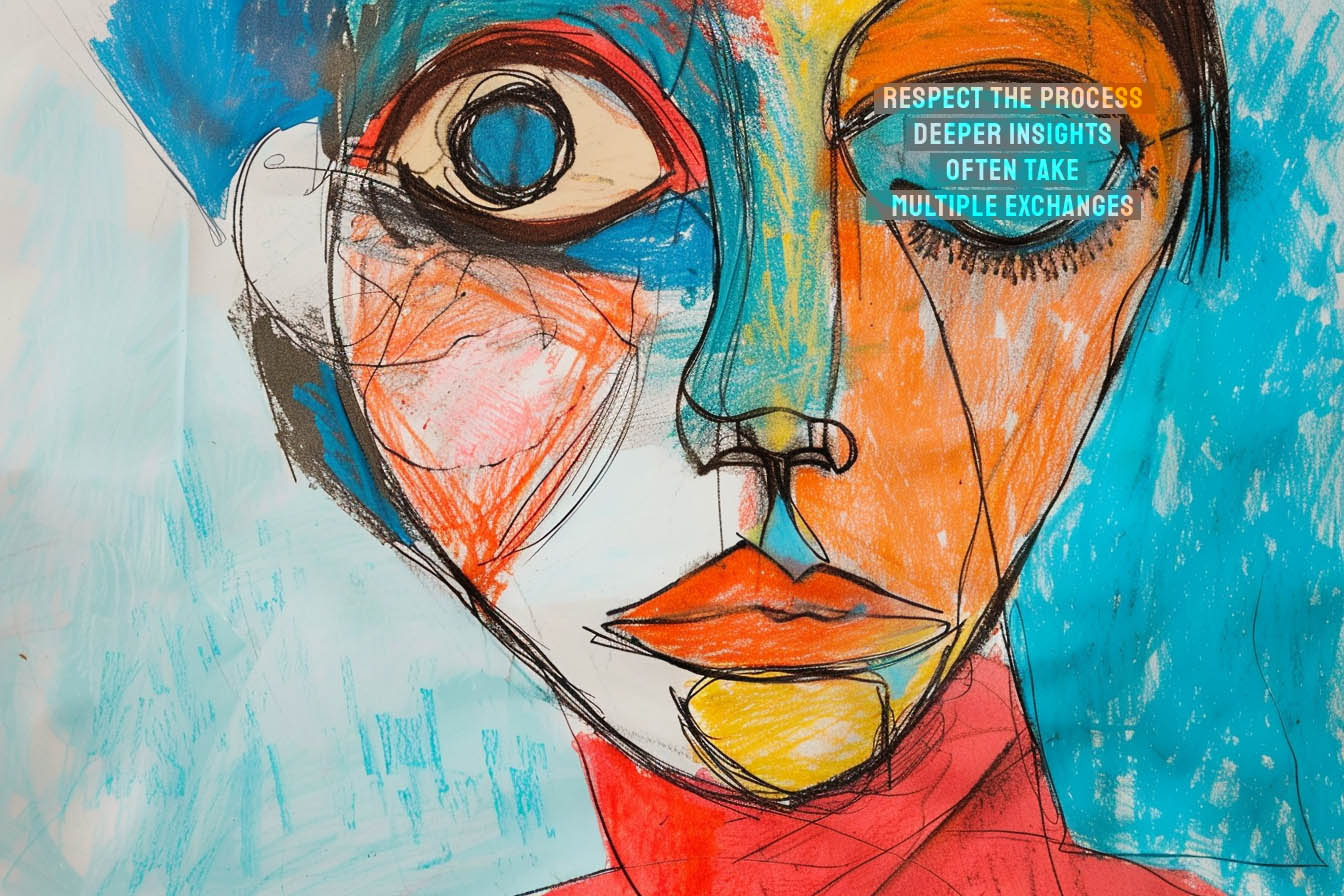 RESPECT THE PROCESS
DEEPER INSIGHTS
OFTEN TAKE
MULTIPLE EXCHANGES